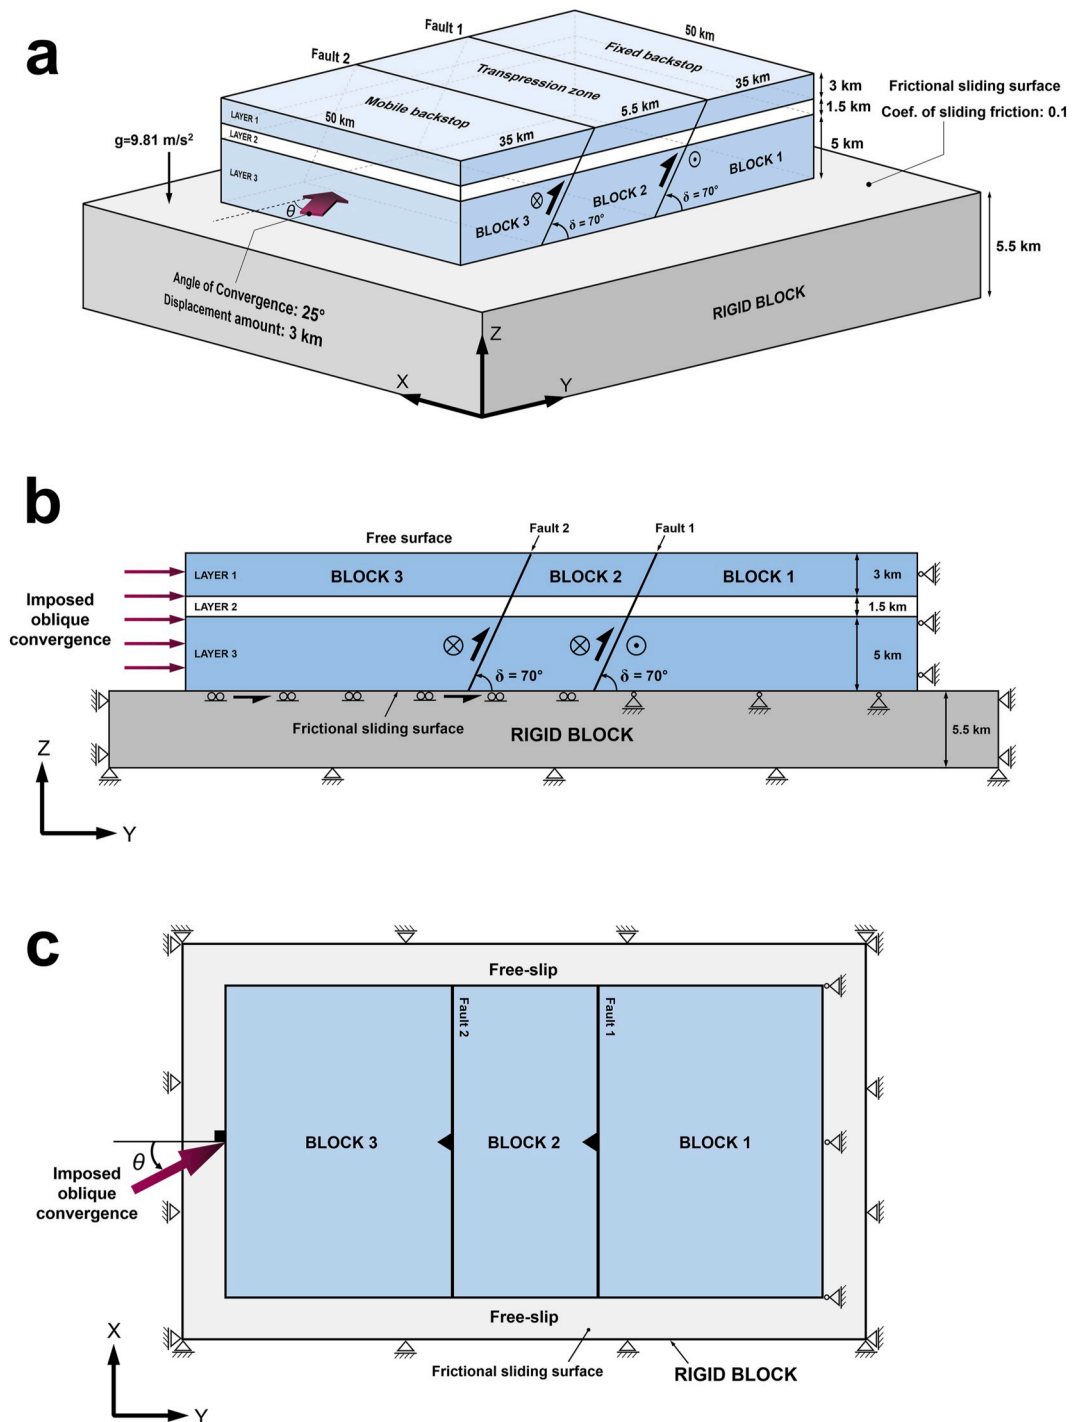 a
Fault 1
50 km
Fault 2
Fixed backstop
Transpression zone
35 km
3 km
Frictional sliding surface
Mobile backstop
5.5 km
1.5 km
Coef. of sliding friction: 0.1
LAYER 1
50 km
35 km
g=9.81 m/s²
LAYER 2
5 km
LAYER 3
BLOCK 1
BLOCK 2
δ = 70°
θ
BLOCK 3
δ = 70°
5.5 km
Angle of Convergence: 25°
Displacement amount: 3 km
RIGID BLOCK
Z
X
Y
b
Free surface
Fault 2
Fault 1
LAYER 1
BLOCK 3
BLOCK 2
BLOCK 1
3 km
Imposed
oblique
convergence
LAYER 2
1.5 km
LAYER 3
5 km
δ = 70°
δ = 70°
Frictional sliding surface
RIGID BLOCK
5.5 km
Z
Y
c
Free-slip
Fault 2
Fault 1
BLOCK 3
BLOCK 2
BLOCK 1
θ
Imposed
oblique
convergence
Free-slip
X
Frictional sliding surface
RIGID BLOCK
Y